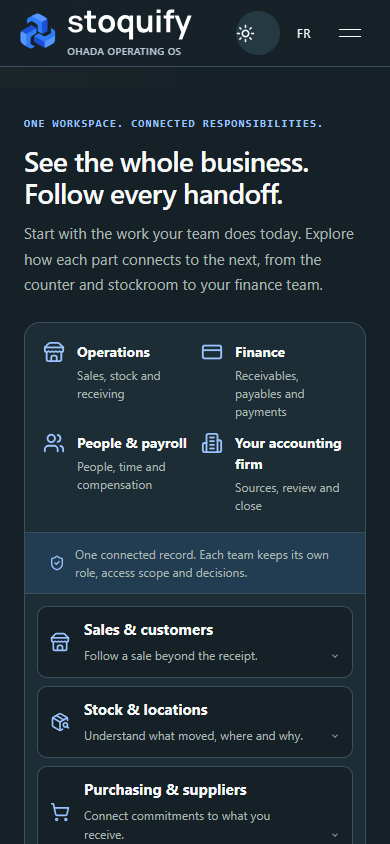 stoquify
OHADA OPERATING OS
FR
ONE WORKSPACE. CONNECTED RESPONSIBILITIES.
See the whole business.
Follow every handoff.
Start with the work your team does today. Explore
how each part connects to the next, from the
counter and stockroom to your finance team.
Operations
Sales, stock and
receiving
Finance
Receivables,
payables and
payments
People & payroll
People, time and
compensation
Your accounting
firm
Sources, review and
close
One connected record. Each team keeps its own
role, access scope and decisions.
Sales & customers
Follow a sale beyond the receipt.
Stock & locations
Understand what moved, where and why.
Purchasing & suppliers
Connect commitments to what you
receive.